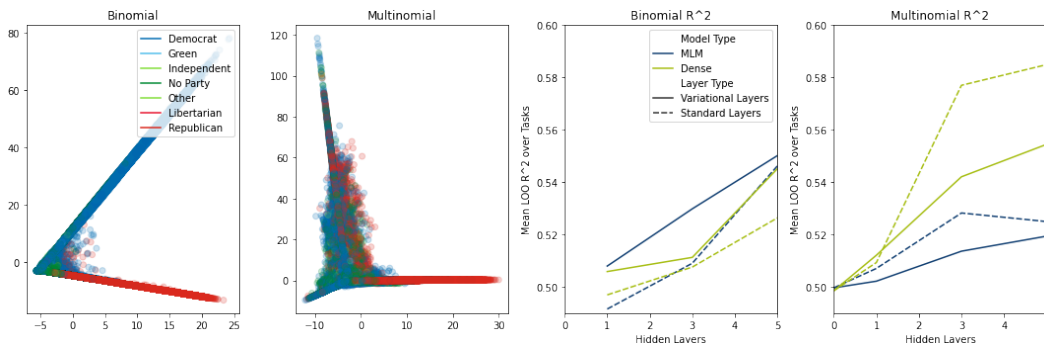 Binomial
80
60
40
20
0
−5
0
5
10
15
20
25
Democrat
Green
Independent
No Party
Other
Libertarian
Republican
Multinomial
120
100
80
60
40
20
0
−10
0
10
20
30
Binomial R^2
Mean LOO R^2 over Tasks
0.60
0.58
0.56
0.54
0.52
0.50
0
1
2
3
4
5
Hidden Layers
Model Type
MLM
Dense
Layer Type
Variational Layers
Standard Layers
Multinomial R^2
Mean LOO R^2 over Tasks
0.60
0.58
0.56
0.54
0.52
0.50
0
1
2
3
4
Hidden Layers